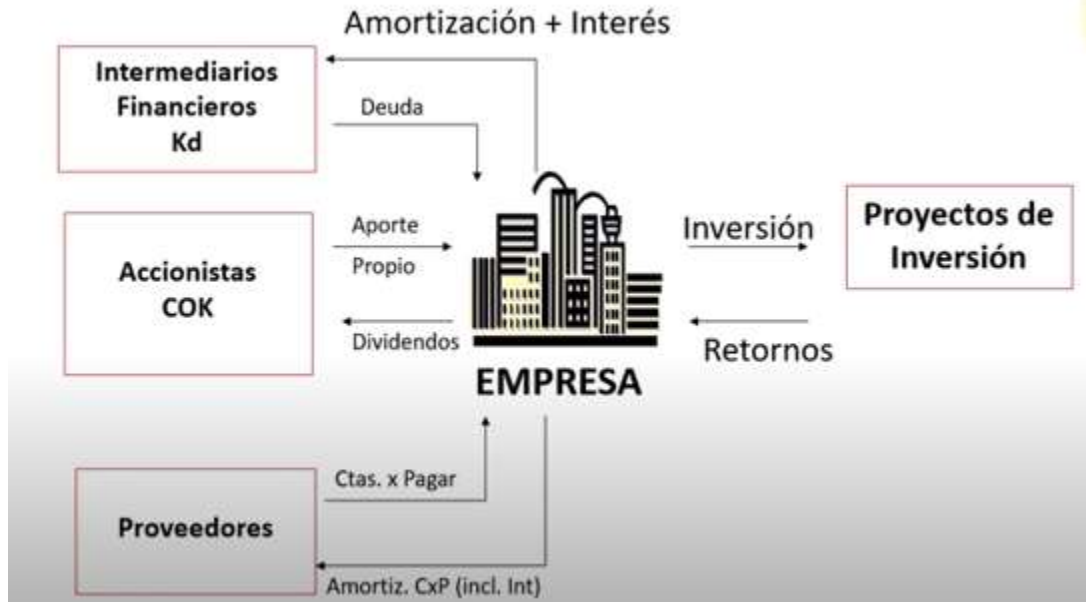 Amortización + Interés
Intermediarios
Financieros
Kd
Deuda
Accionistas
COK
Aporte
Propio
Dividendos
EMPRESA
Inversión
Retornos
Proyectos de
Inversión
Proveedores
Ctas. x Pagar
Amortiz. CxP (incl. Int)